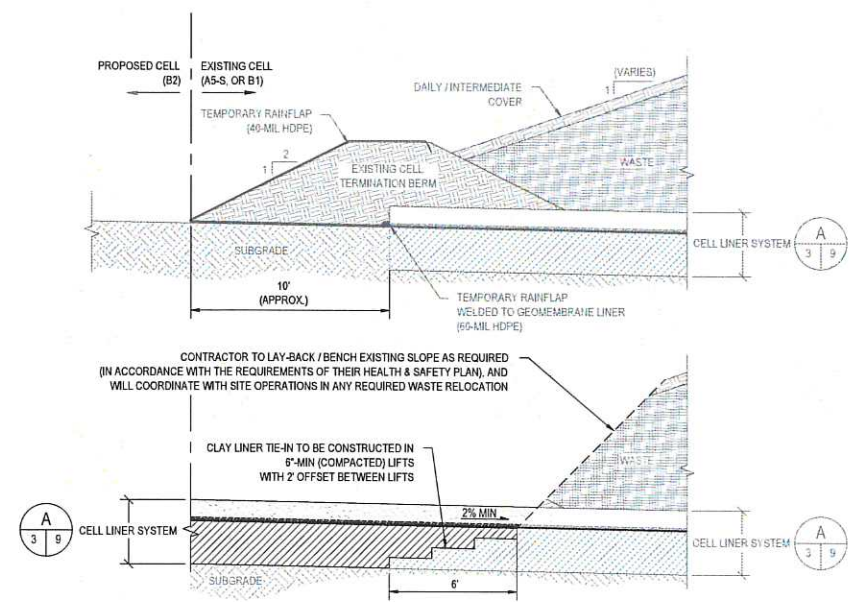 PROPOSED CELL
(B2)
EXISTING CELL
(A5-S, OR B1)
TEMPORARY RAINFLAP
(40-MIL HDPE)
DAILY / INTERMEDIATE
COVER
(VARIES)
1
1
2
EXISTING CELL
TERMINATION BERM
WASTE
SUBGRADE
CELL LINER SYSTEM
A
3 9
10'
(APPROX.)
TEMPORARY RAINFLAP
WELDED TO GEOMEMBRANE LINER
(60-MIL HDPE)
CONTRACTOR TO LAY-BACK / BENCH EXISTING SLOPE AS REQUIRED
(IN ACCORDANCE WITH THE REQUIREMENTS OF THEIR HEALTH & SAFETY PLAN), AND
WILL COORDINATE WITH SITE OPERATIONS IN ANY REQUIRED WASTE RELOCATION
CLAY LINER TIE-IN TO BE CONSTRUCTED IN
6"-MIN (COMPACTED) LIFTS
WITH 2' OFFSET BETWEEN LIFTS
WASTE
2% MIN
A
3 9
CELL LINER SYSTEM
CELL LINER SYSTEM
A
3 9
SUBGRADE
6'